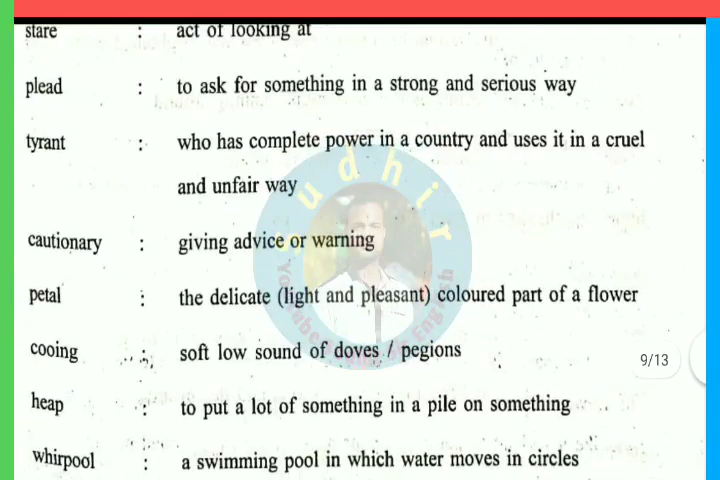 stare : act of looking at
plead : to ask for something in a strong and serious way
tyrant : who has complete power in a country and uses it in a cruel
and unfair way
cautionary : giving advice or warning
petal : the delicate (light and pleasant) coloured part of a flower
cooing : soft low sound of doves / pegions
9/13
heap : to put a lot of something in a pile on something
whirpool : a swimming pool in which water moves in circles
Sudhir